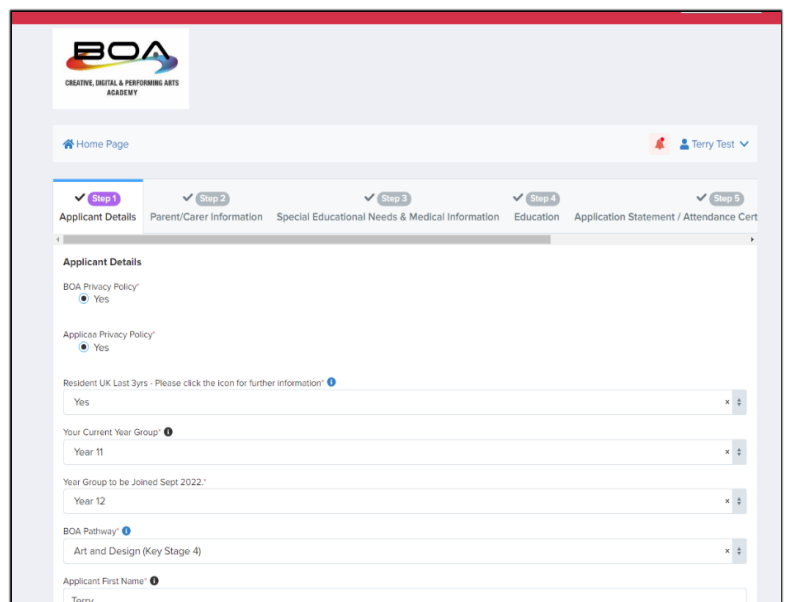 BOA
CREATIVE, DIGITAL & PERFORMING ARTS
ACADEMY
Home Page
Terry Test
Step 1 Step 2 Step 3 Step 4 Step 5
Applicant Details Parent/Carer Information Special Educational Needs & Medical Information Education Application Statement / Attendance Cert
Applicant Details
BOA Privacy Policy*
Yes
Applicaa Privacy Policy*
Yes
Resident UK Last 3yrs - Please click the icon for further information*
Yes
Your Current Year Group*
Year 11
Year Group to be Joined Sept 2022.*
Year 12
BOA Pathway*
Art and Design (Key Stage 4)
Applicant First Name*
Terry